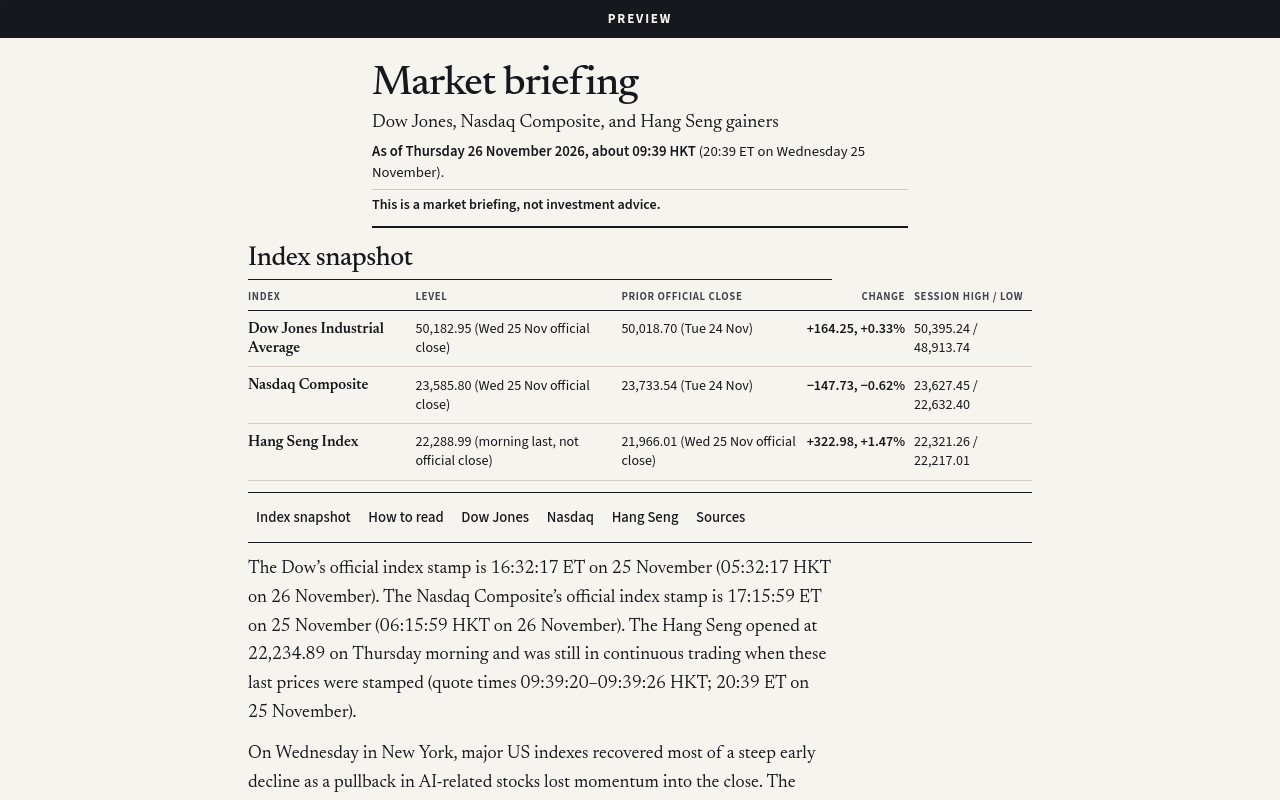 PREVIEW
Market briefing
Dow Jones, Nasdaq Composite, and Hang Seng gainers
As of Thursday 26 November 2026, about 09:39 HKT (20:39 ET on Wednesday 25
November).
This is a market briefing, not investment advice.
Index snapshot
INDEX LEVEL PRIOR OFFICIAL CLOSE CHANGE SESSION HIGH / LOW
Dow Jones Industrial 50,182.95 (Wed 25 Nov official 50,018.70 (Tue 24 Nov) +164.25, +0.33% 50,395.24 /
Average close) 48,913.74
Nasdaq Composite 23,585.80 (Wed 25 Nov official 23,733.54 (Tue 24 Nov) −147.73, −0.62% 23,627.45 /
close) 22,632.40
Hang Seng Index 22,288.99 (morning last, not 21,966.01 (Wed 25 Nov official +322.98, +1.47% 22,321.26 /
official close) close) 22,217.01
Index snapshot How to read Dow Jones Nasdaq Hang Seng Sources
The Dow’s official index stamp is 16:32:17 ET on 25 November (05:32:17 HKT
on 26 November). The Nasdaq Composite’s official index stamp is 17:15:59 ET
on 25 November (06:15:59 HKT on 26 November). The Hang Seng opened at
22,234.89 on Thursday morning and was still in continuous trading when these
last prices were stamped (quote times 09:39:20–09:39:26 HKT; 20:39 ET on
25 November).
On Wednesday in New York, major US indexes recovered most of a steep early
decline as a pullback in AI-related stocks lost momentum into the close. The